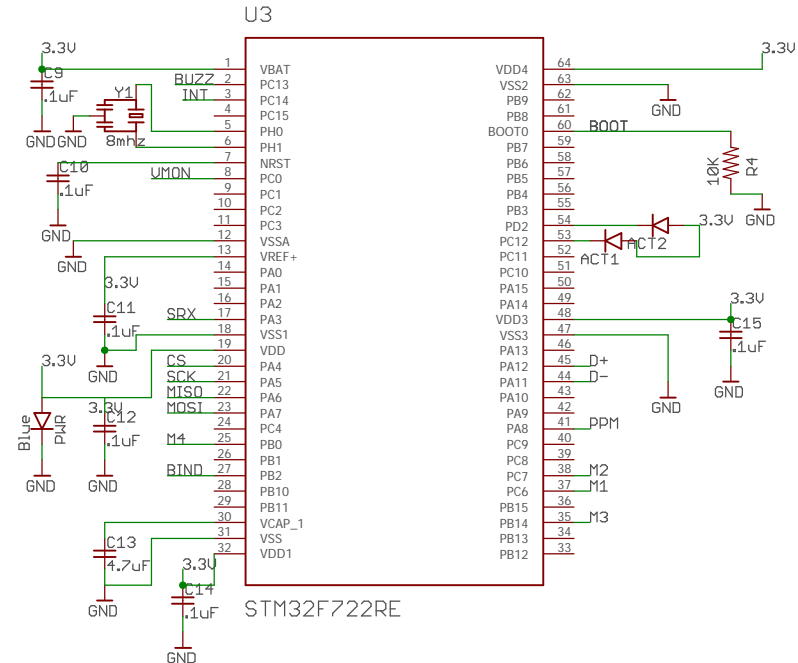 U3
3.3V
C9
.1uF
GND
GND
Y1
8mhz
BUZZ
INT
C10
.1uF
GND
VMON
GND
3.3V
C11
.1uF
GND
SRX
3.3V
Blue
PWR
GND
3.3V
C12
.1uF
GND
CS
SCK
MISO
MOSI
M4
BIND
C13
4.7uF
GND
3.3V
C14
.1uF
GND
1 VBAT
2 PC13
3 PC14
4 PC15
5 PH0
6 PH1
7 NRST
8 PC0
9 PC1
10 PC2
11 PC3
12 VSSA
13 VREF+
14 PA0
15 PA1
16 PA2
17 PA3
18 VSS1
19 VDD
20 PA4
21 PA5
22 PA6
23 PA7
24 PC4
25 PB0
26 PB1
27 PB2
28 PB10
29 PB11
30 VCAP_1
31 VSS
32 VDD1
VDD4 64
VSS2 63
PB9 62
PB8 61
BOOT0 60
PB7 59
PB6 58
PB5 57
PB4 56
PB3 55
PD2 54
PC12 53
PC11 52
PC10 51
PA15 50
PA14 49
VDD3 48
VSS3 47
PA13 46
PA12 45
PA11 44
PA10 43
PA9 42
PA8 41
PC9 40
PC8 39
PC7 38
PC6 37
PB15 36
PB14 35
PB13 34
PB12 33
3.3V
GND
BOOT
10K
R4
GND
3.3V
ACT1
ACT2
3.3V
C15
.1uF
GND
D+
D-
GND
PPM
M2
M1
M3
STM32F722RE